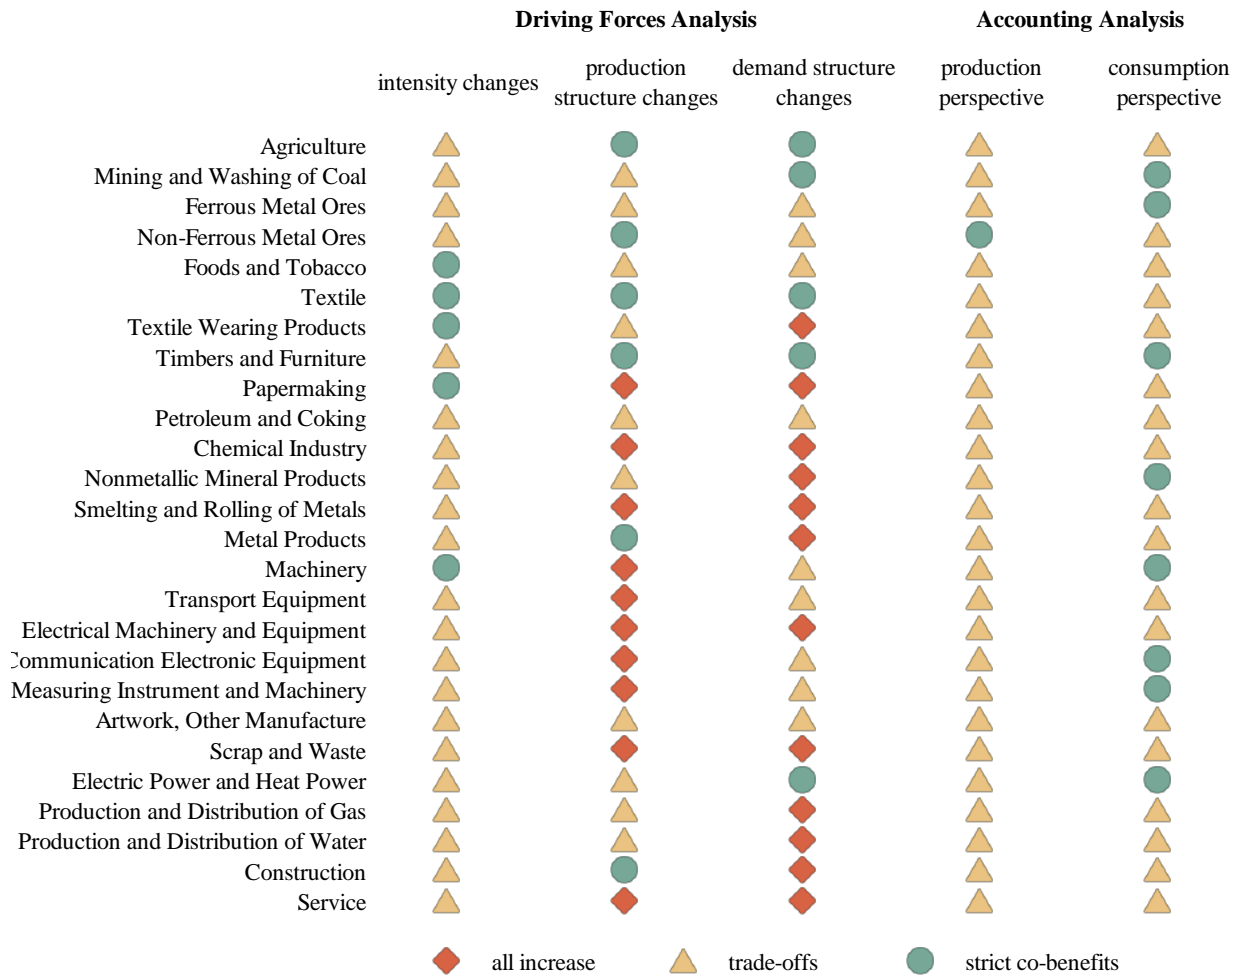 Driving Forces Analysis
Accounting Analysis
intensity changes
production
structure changes
demand structure
changes
production
perspective
consumption
perspective
Agriculture
Mining and Washing of Coal
Ferrous Metal Ores
Non-Ferrous Metal Ores
Foods and Tobacco
Textile
Textile Wearing Products
Timbers and Furniture
Papermaking
Petroleum and Coking
Chemical Industry
Nonmetallic Mineral Products
Smelting and Rolling of Metals
Metal Products
Machinery
Transport Equipment
Electrical Machinery and Equipment
Communication Electronic Equipment
Measuring Instrument and Machinery
Artwork, Other Manufacture
Scrap and Waste
Electric Power and Heat Power
Production and Distribution of Gas
Production and Distribution of Water
Construction
Service
all increase
trade-offs
strict co-benefits